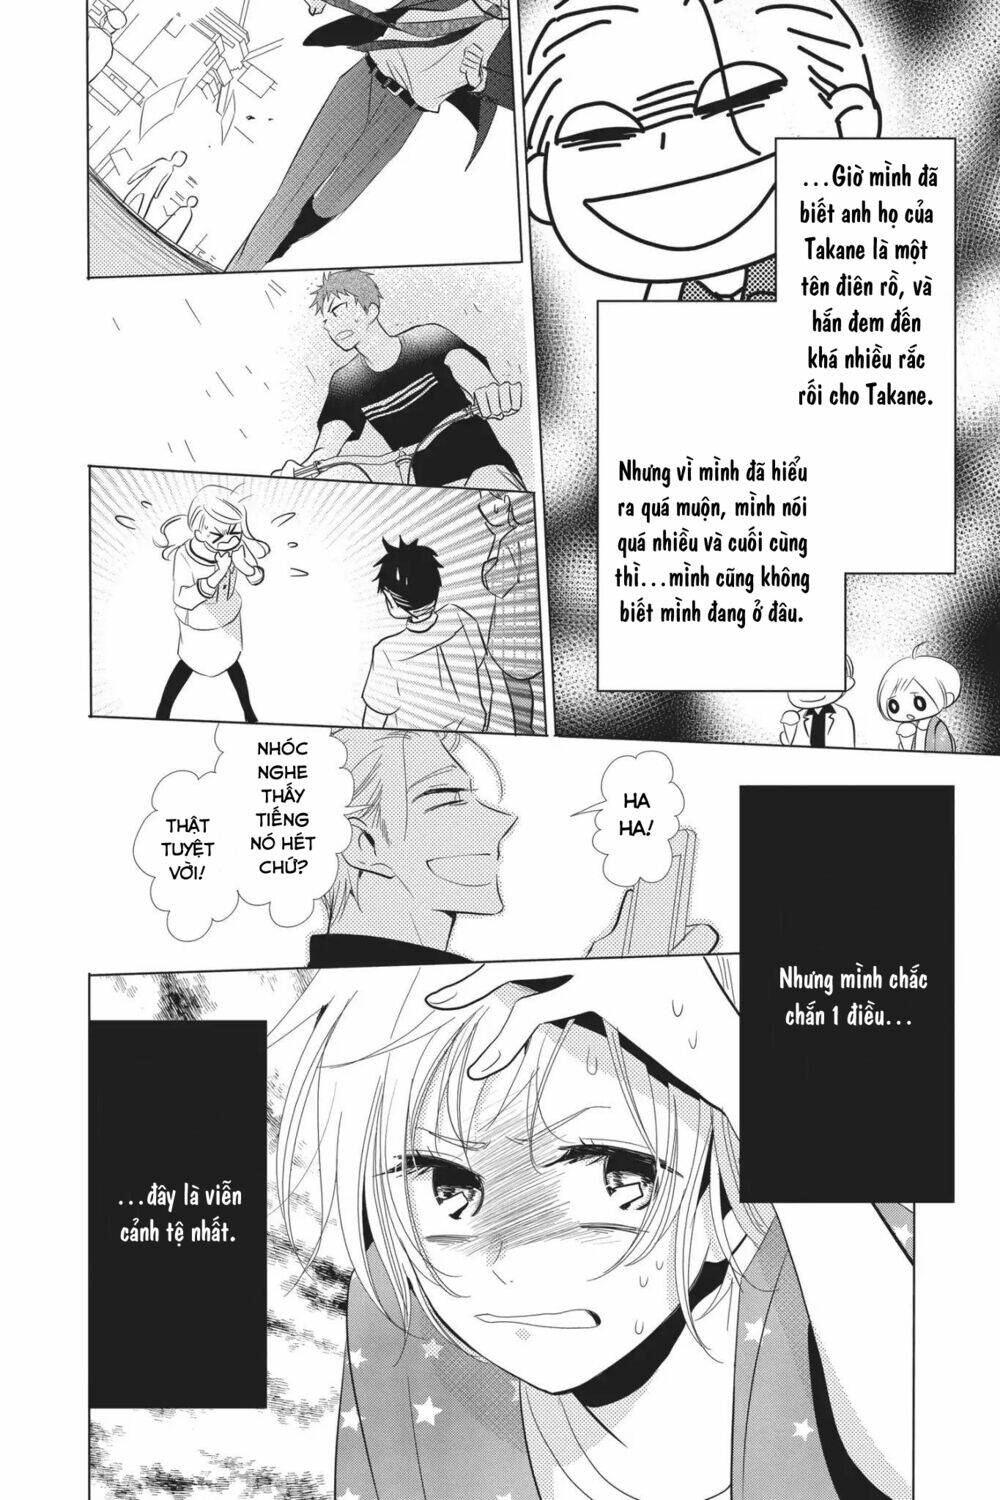 ...Giờ mình đã
biết anh họ của
Takane là một
tên điên rồ, và
hắn đem đến
khá nhiều rắc
rối cho Takane.
Nhưng vì mình đã hiểu
ra quá muộn, mình nói
quá nhiều và cuối cùng
thì...mình cũng không
biết mình đang ở đâu.
HA
HA!
NHÓC
NGHE
THẤY
TIẾNG
NÓ HÉT
CHỨ?
THẬT
TUYỆT
VỜI!
Nhưng mình chắc
chắn 1 điều...
...đây là viễn
cảnh tệ nhất.